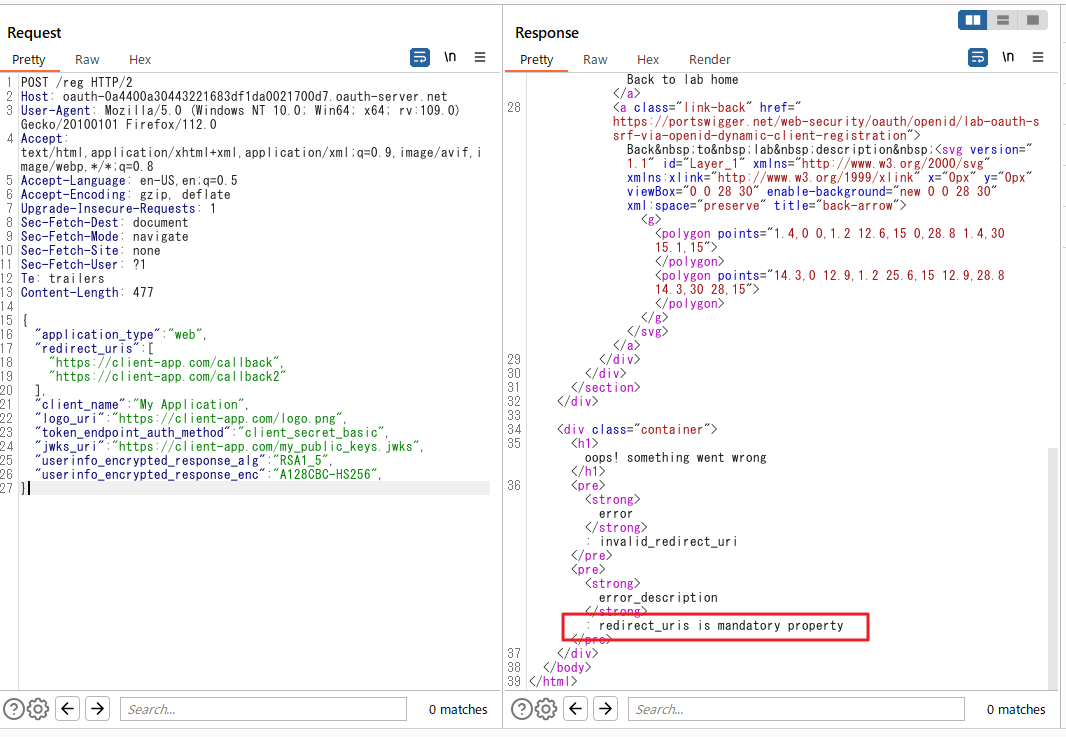 Request
Pretty Raw Hex
\n
1 POST /reg HTTP/2
2 Host: oauth-0a4400a30443221683df1da0021700d7.oauth-server.net
3 User-Agent: Mozilla/5.0 (Windows NT 10.0; Win64; x64; rv:109.0)
Gecko/20100101 Firefox/112.0
4 Accept:
text/html,application/xhtml+xml,application/xml;q=0.9,image/avif,i
mage/webp,*/*;q=0.8
5 Accept-Language: en-US,en;q=0.5
6 Accept-Encoding: gzip, deflate
7 Upgrade-Insecure-Requests: 1
8 Sec-Fetch-Dest: document
9 Sec-Fetch-Mode: navigate
10 Sec-Fetch-Site: none
11 Sec-Fetch-User: ?1
12 Te: trailers
13 Content-Length: 477
14
15 {
16 "application_type":"web",
17 "redirect_uris":[
18 "https://client-app.com/callback",
19 "https://client-app.com/callback2"
20 ],
21 "client_name":"My Application",
22 "logo_uri":"https://client-app.com/logo.png",
23 "token_endpoint_auth_method":"client_secret_basic",
24 "jwks_uri":"https://client-app.com/my_public_keys.jwks",
25 "userinfo_encrypted_response_alg":"RSA1_5",
26 "userinfo_encrypted_response_enc":"A128CBC-HS256",
27 }
Search...
0 matches
Response
Pretty Raw Hex Render
\n
Back to lab home
</a>
28 <a class="link-back" href="
https://portswigger.net/web-security/oauth/openid/lab-oauth-s
srf-via-openid-dynamic-client-registration">
Back&nbsp;to&nbsp;lab&nbsp;description&nbsp;<svg version="
1.1" id="Layer_1" xmlns="http://www.w3.org/2000/svg"
xmlns:xlink="http://www.w3.org/1999/xlink" x="0px" y="0px"
viewBox="0 0 28 30" enable-background="new 0 0 28 30"
xml:space="preserve" title="back-arrow">
<g>
<polygon points="1.4,0 0,1.2 12.6,15 0,28.8 1.4,30
15.1,15">
</polygon>
<polygon points="14.3,0 12.9,1.2 25.6,15 12.9,28.8
14.3,30 28,15">
</polygon>
</g>
</svg>
</a>
29 </div>
30 </div>
31 </section>
32 </div>
33
34 <div class="container">
35 <h1>
oops! something went wrong
</h1>
36 <pre>
<strong>
error
</strong>
: invalid_redirect_uri
</pre>
<pre>
<strong>
error_description
</strong>
: redirect_uris is mandatory property
</pre>
37 </div>
38 </body>
39 </html>
Search...
0 matches